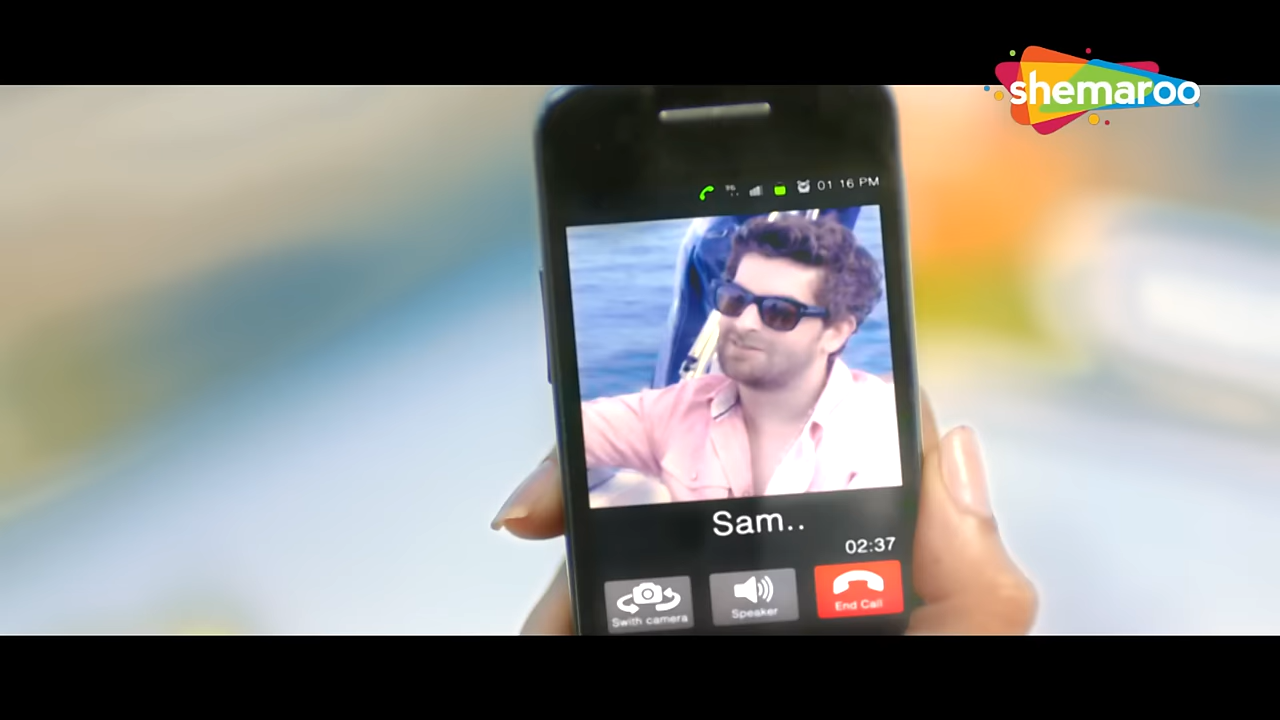 shemaroo
01 16 PM
Sam..
02:37
Swith camera
Speaker
End Call